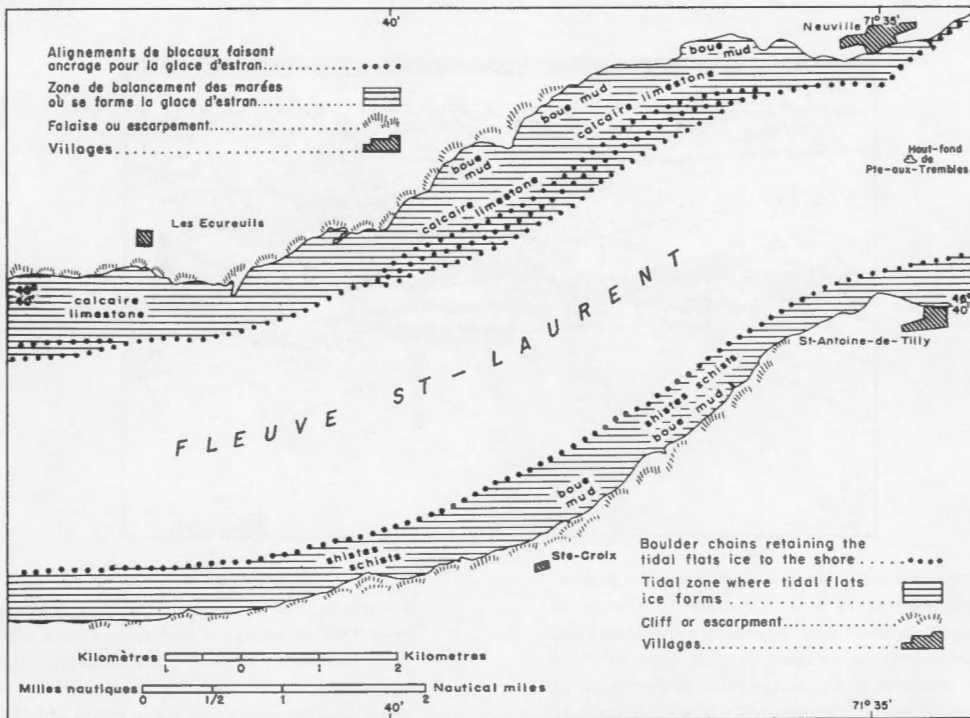 40'
71° 35'
Neuville
Alignements de blocaux faisant
ancrage pour la glace d'estran
Zone de balancement des marées
où se forme la glace d'estran
Falaise ou escarpement
Villages
boue
mud
boue mud
calcaire limestone
boue
mud
calcaire limestone
Haut-fond
de
Pte-aux-Trembles
Les Ecureuils
46°
40'
calcaire
limestone
46°
40'
St-Antoine-de-Tilly
FLEUVE ST-LAURENT
shistes schists
boue mud
boue
mud
shistes
schists
Ste-Croix
Boulder chains retaining the
tidal flats ice to the shore
Tidal zone where tidal flats
ice forms
Cliff or escarpment
Villages
Kilomètres 1 0 1 2 Kilometres
Milles nautiques 0 1/2 1 2 Nautical miles
40'
71° 35'